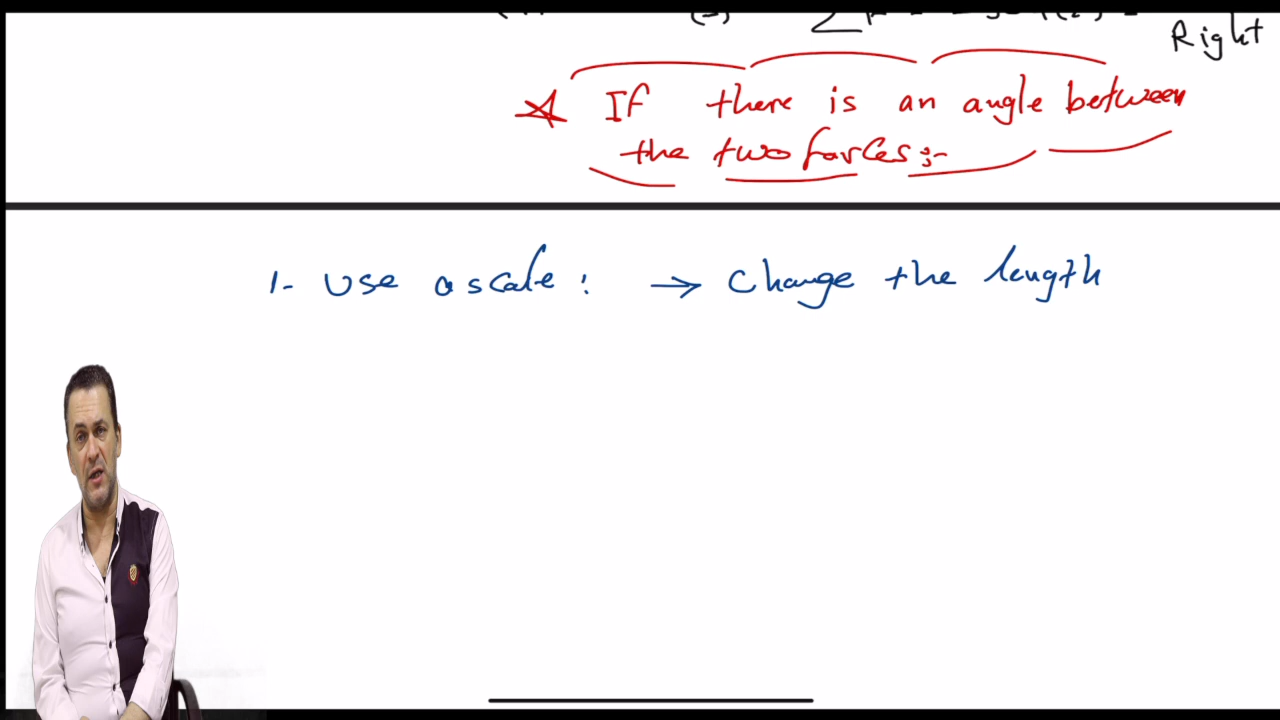 Right
If there is an angle between
the two forces:-
1- Use a scale: → Change the length